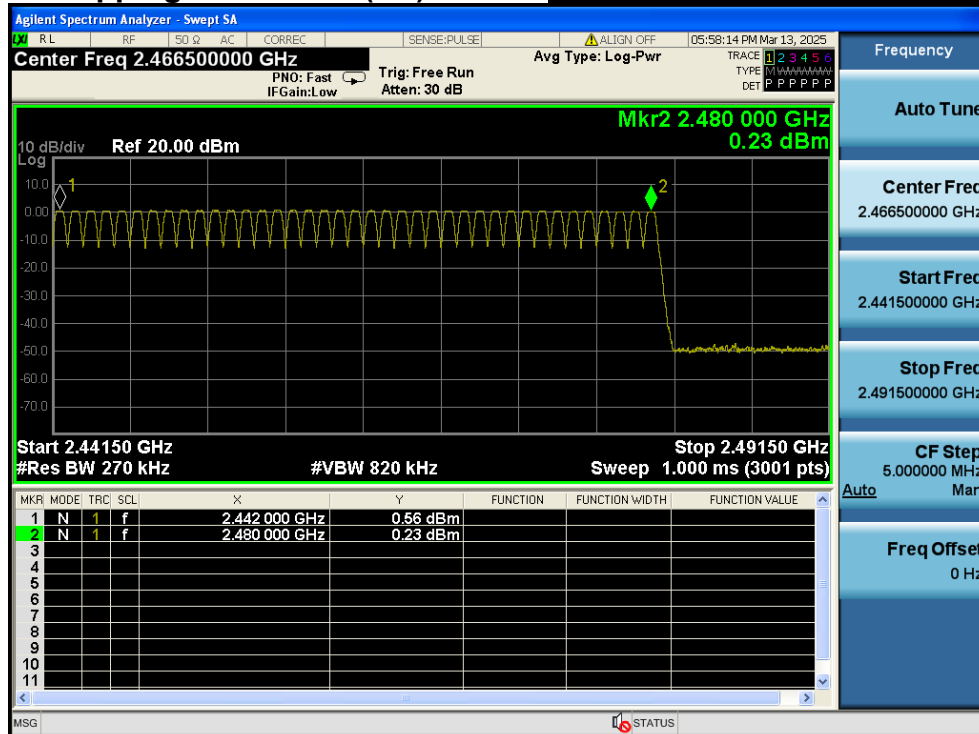 Agilent Spectrum Analyzer - Swept SA
LXI RL RF 50 Ω AC CORREC SENSE:PULSE ALIGN OFF 05:58:14 PM Mar 13, 2025
Center Freq 2.466500000 GHz
PNO: Fast
IFGain:Low
Trig: Free Run
Atten: 30 dB
Avg Type: Log-Pwr
TRACE 1 2 3 4 5 6
TYPE M
DET P P P P P P
Mkr2 2.480 000 GHz
0.23 dBm
10 dB/div Ref 20.00 dBm
Log
1
2
10.0
0.00
-10.0
-20.0
-30.0
-40.0
-50.0
-60.0
-70.0
Start 2.44150 GHz Stop 2.49150 GHz
#Res BW 270 kHz #VBW 820 kHz Sweep 1.000 ms (3001 pts)
MKR MODE TRC SCL X Y FUNCTION FUNCTION WIDTH FUNCTION VALUE
1 N 1 f 2.442 000 GHz 0.56 dBm
2 N 1 f 2.480 000 GHz 0.23 dBm
3
4
5
6
7
8
9
10
11
MSG STATUS
Frequency
Auto Tune
Center Freq
2.466500000 GHz
Start Freq
2.441500000 GHz
Stop Freq
2.491500000 GHz
CF Step
5.000000 MHz
Auto Man
Freq Offset
0 Hz